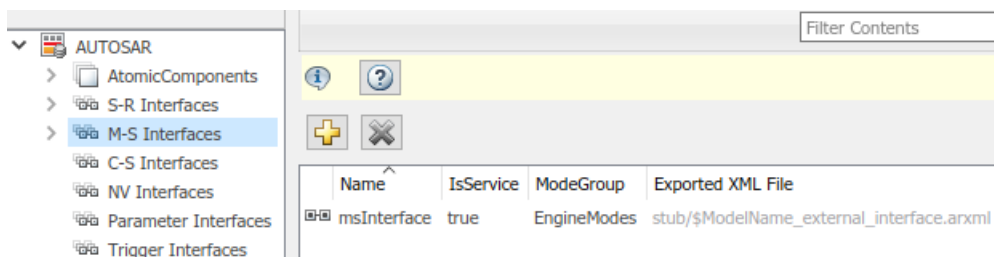 Filter Contents
AUTOSAR
AtomicComponents
S-R Interfaces
M-S Interfaces
C-S Interfaces
NV Interfaces
Parameter Interfaces
Trigger Interfaces
Name IsService ModeGroup Exported XML File
msInterface true EngineModes stub/$ModelName_external_interface.arxml